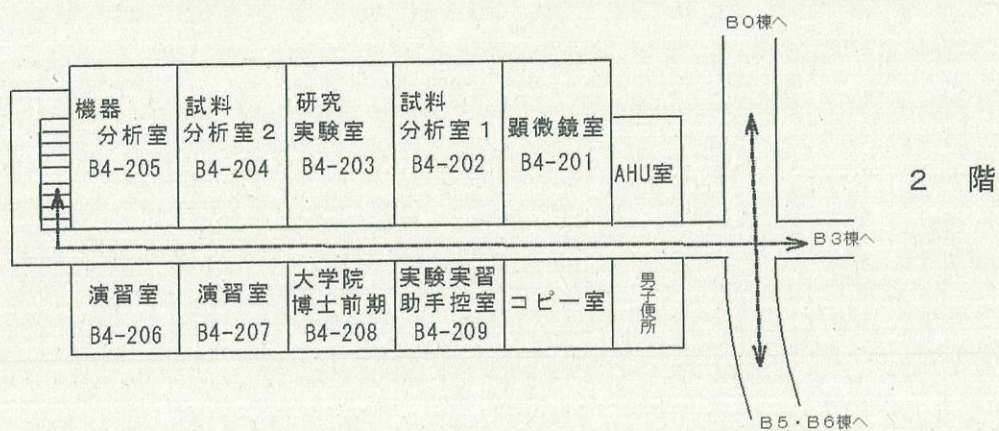 B0棟へ
機器
分析室
B4-205
試料
分析室2
B4-204
研究
実験室
B4-203
試料
分析室1
B4-202
顕微鏡室
B4-201
AHU室
2 階
B3棟へ
演習室
B4-206
演習室
B4-207
大学院
博士前期
B4-208
実験実習
助手控室
B4-209
コピー室
男子便所
B5・B6棟へ